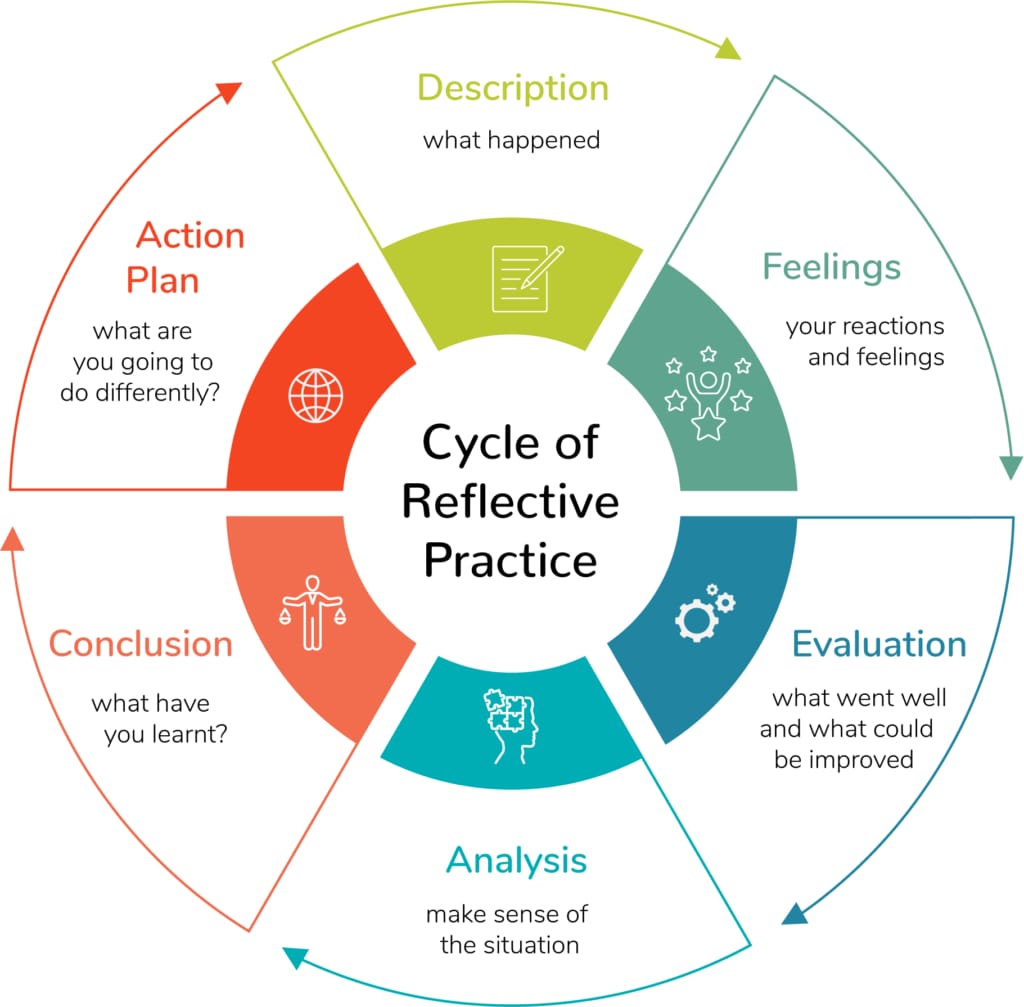 Description
what happened
Feelings
your reactions
and feelings
Evaluation
what went well
and what could
be improved
Analysis
make sense of
the situation
Conclusion
what have
you learnt?
Action
Plan
what are
you going to
do differently?
Cycle of
Reflective
Practice